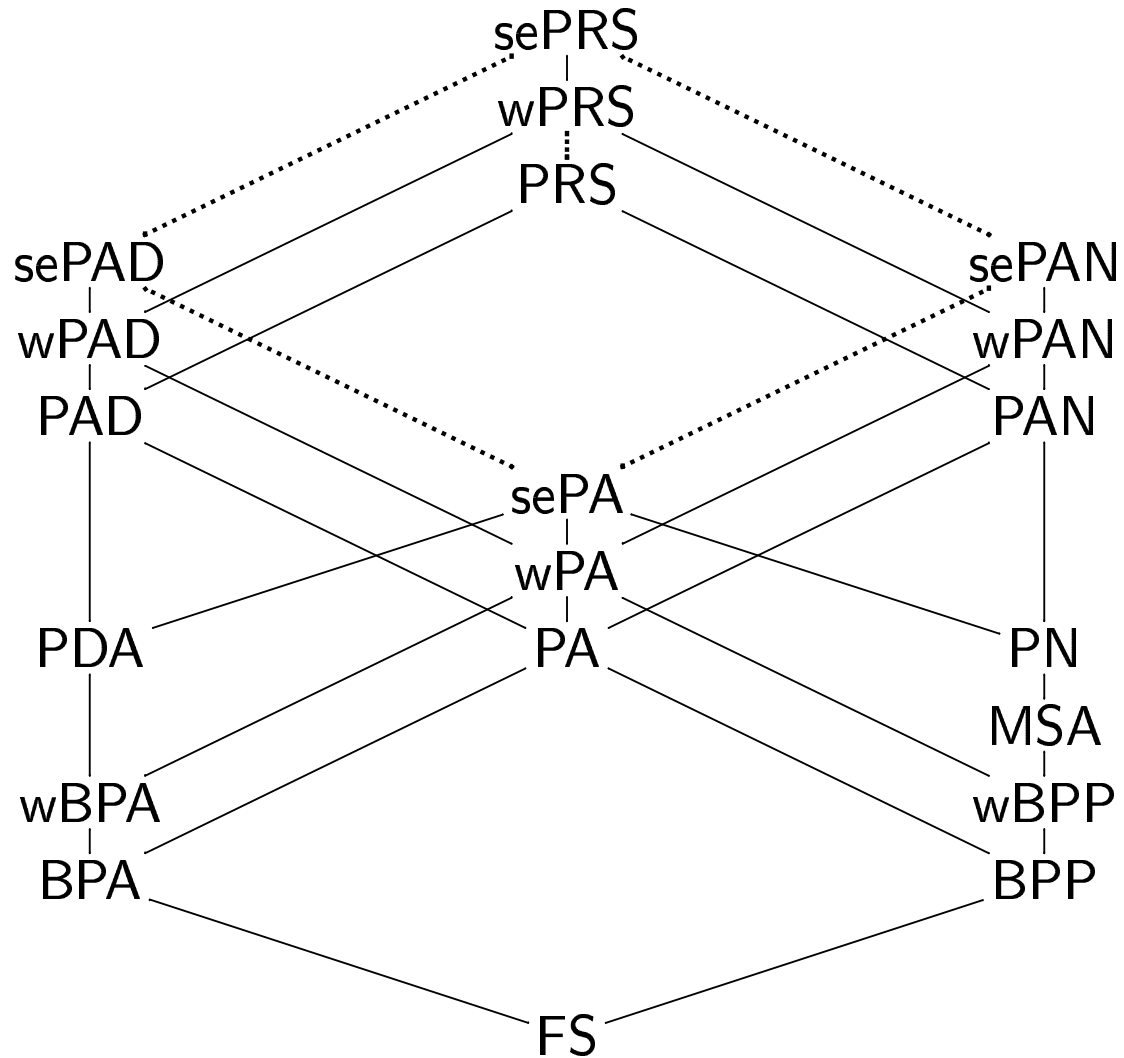 sePRS
wPRS
PRS
sePAD sePAN
wPAD wPAN
PAD PAN
sePA
wPA
PDA PA PN
MSA
wBPA wBPP
BPA BPP
FS